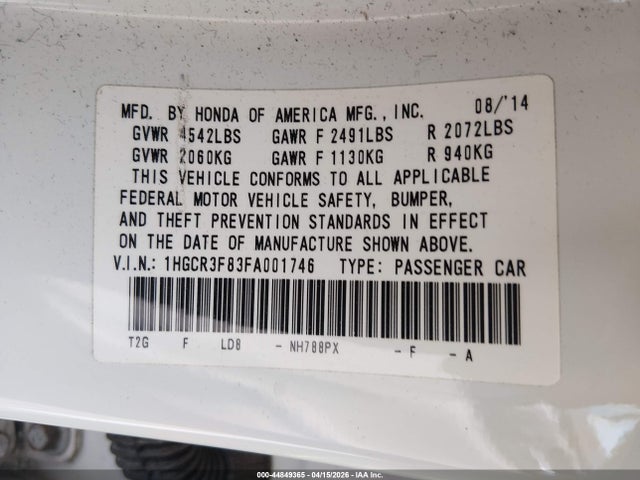 MFD. BY HONDA OF AMERICA MFG., INC. 08/'14
GVWR 4542LBS GAWR F 2491LBS R 2072LBS
GVWR 2060KG GAWR F 1130KG R 940KG
THIS VEHICLE CONFORMS TO ALL APPLICABLE
FEDERAL MOTOR VEHICLE SAFETY, BUMPER,
AND THEFT PREVENTION STANDARDS IN EFFECT
ON THE DATE OF MANUFACTURE SHOWN ABOVE.
V.I.N.: 1HGCR3F83FA001746 TYPE: PASSENGER CAR
T2G F LD8 - NH788PX - F - A
000-44849365 - 04/15/2026 - IAA Inc.